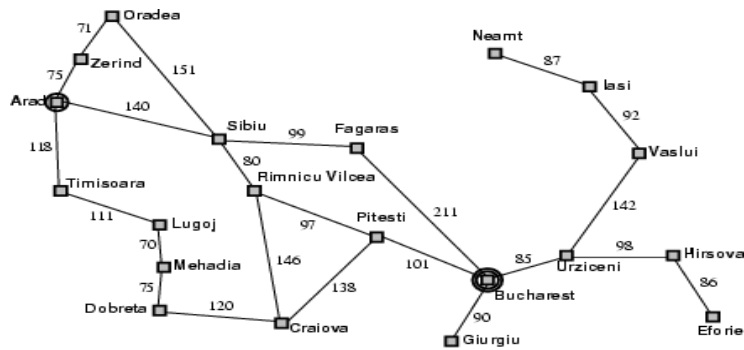 Oradea
Neamt
71
87
Zerind
Iasi
75
151
Arad
140
92
Sibiu
99
Fagaras
118
80
Vaslui
Timisoara
Rimnicu Vilcea
111
Lugoj
97
Pitesti
211
142
70
98
Hirsova
Mehadia
146
101
85
Urziceni
75
138
86
Bucharest
Dobreta
120
90
Craiova
Giurgiu
Eforie